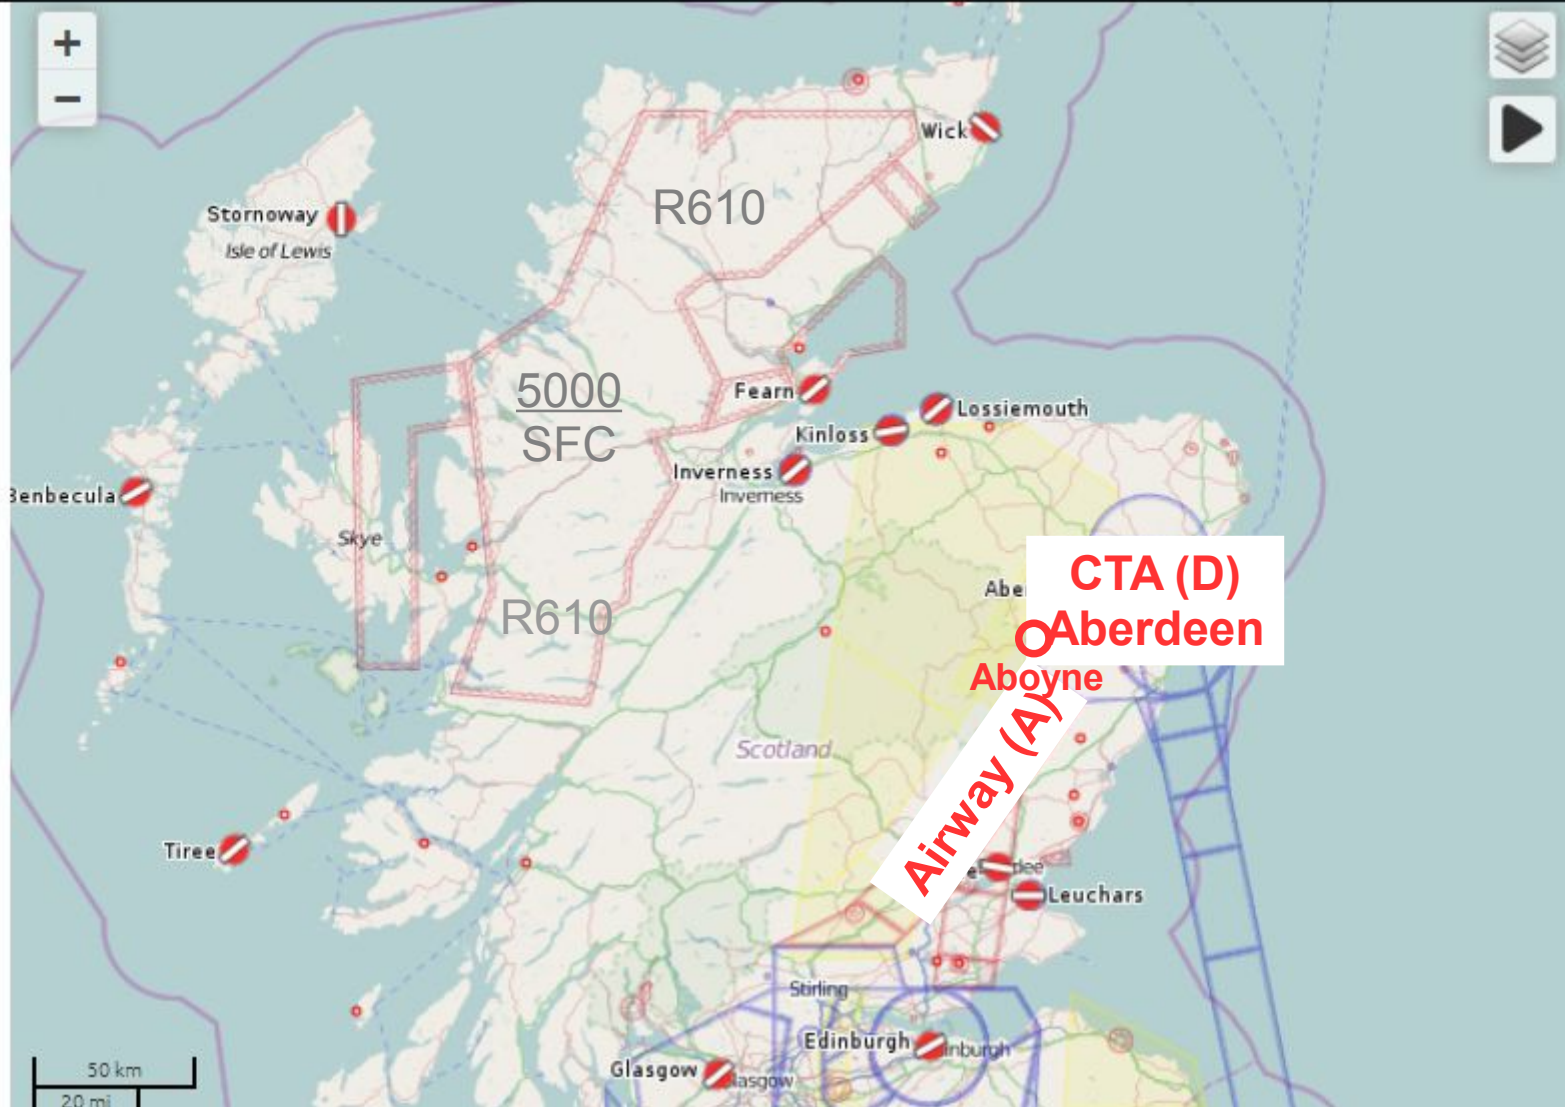 +
−
Wick
R610
Stornoway
Isle of Lewis
5000
SFC
Fearn
Lossiemouth
Kinloss
Inverness
Inverness
Benbecula
Skye
CTA (D)
Aberdeen
Aboyne
R610
Airway (A)
Scotland
Tiree
Leuchars
Stirling
Edinburgh
Glasgow
50 km
20 mi